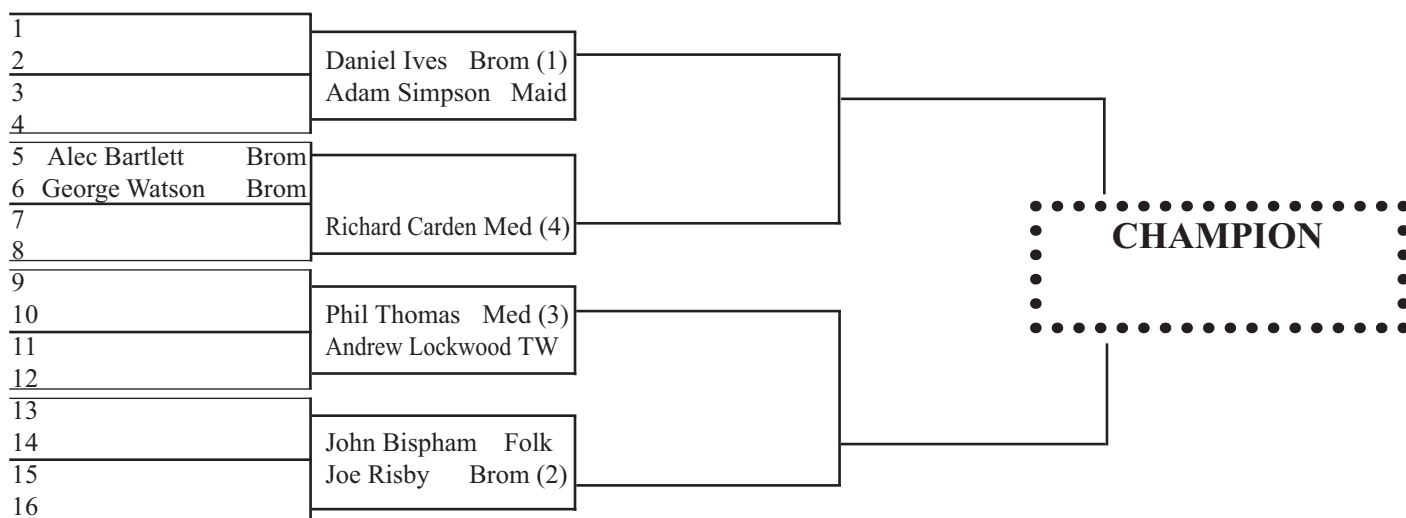 1
2
3
4
5 Alec Bartlett Brom
6 George Watson Brom
7
8
9
10
11
12
13
14
15
16
Daniel Ives Brom (1)
Adam Simpson Maid
Richard Carden Med (4)
Phil Thomas Med (3)
Andrew Lockwood TW
John Bispham Folk
Joe Risby Brom (2)
CHAMPION